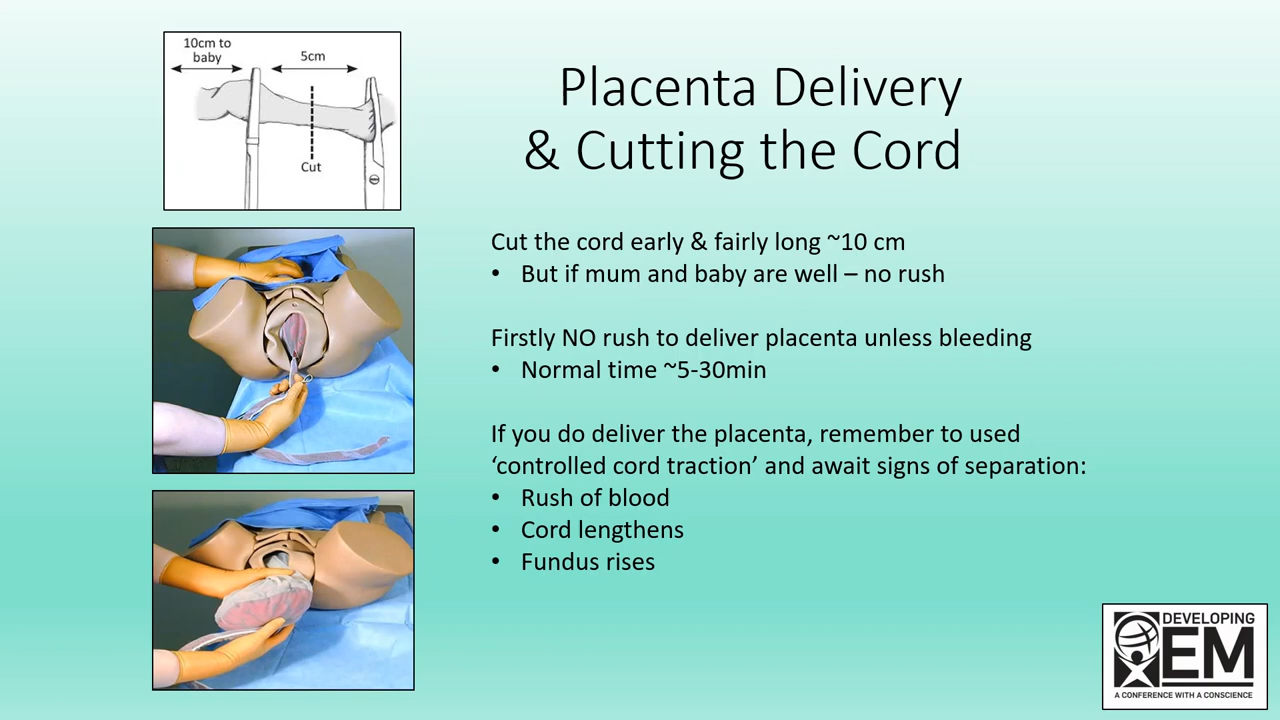 10cm to
baby
5cm
Cut
Placenta Delivery
& Cutting the Cord
Cut the cord early & fairly long ~10 cm
• But if mum and baby are well – no rush
Firstly NO rush to deliver placenta unless bleeding
• Normal time ~5-30min
If you do deliver the placenta, remember to used
‘controlled cord traction’ and await signs of separation:
• Rush of blood
• Cord lengthens
• Fundus rises
DEVELOPING
EM
A CONFERENCE WITH A CONSCIENCE